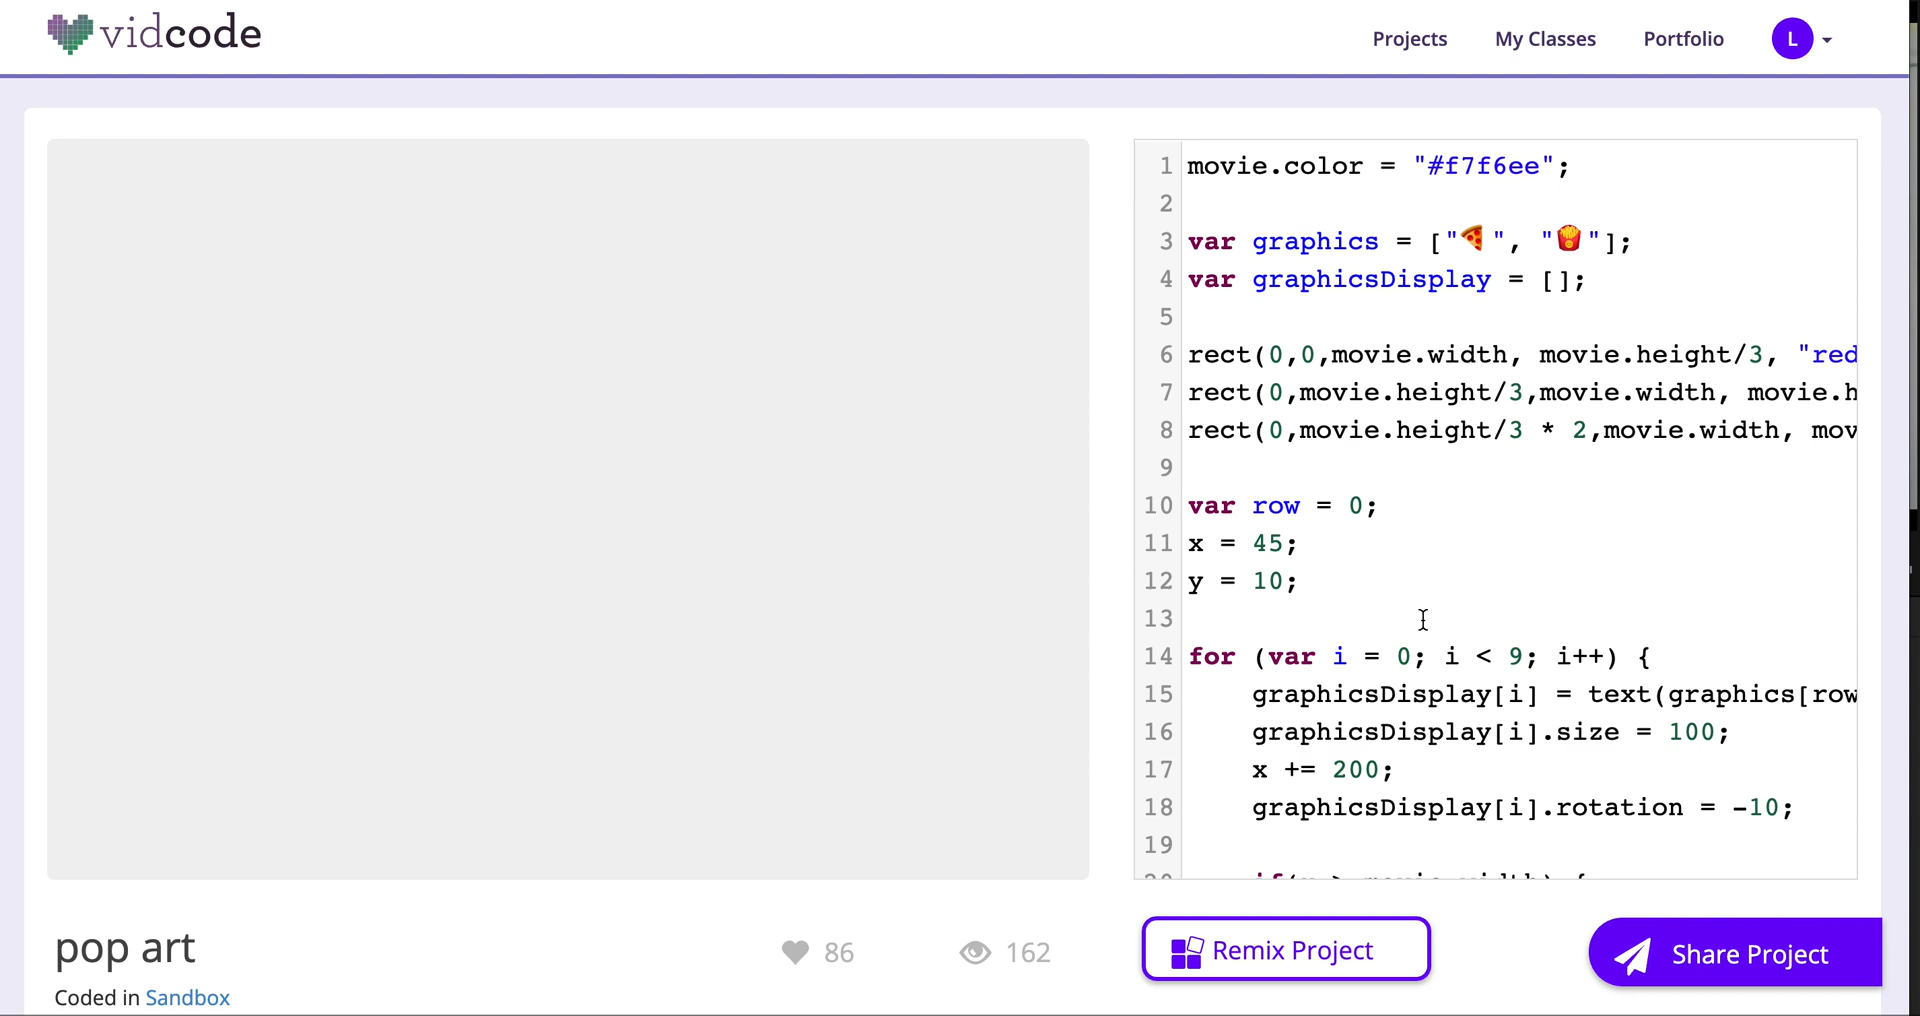 vidcode
Projects
My Classes
Portfolio
L
1 movie.color = "#f7f6ee";
2
3 var graphics = ["🍕", "🍟"];
4 var graphicsDisplay = [];
5
6 rect(0,0,movie.width, movie.height/3, "red
7 rect(0,movie.height/3,movie.width, movie.h
8 rect(0,movie.height/3 * 2,movie.width, mov
9
10 var row = 0;
11 x = 45;
12 y = 10;
13
14 for (var i = 0; i < 9; i++) {
15 graphicsDisplay[i] = text(graphics[row
16 graphicsDisplay[i].size = 100;
17 x += 200;
18 graphicsDisplay[i].rotation = -10;
19
pop art
86
162
Remix Project
Share Project
Coded in Sandbox